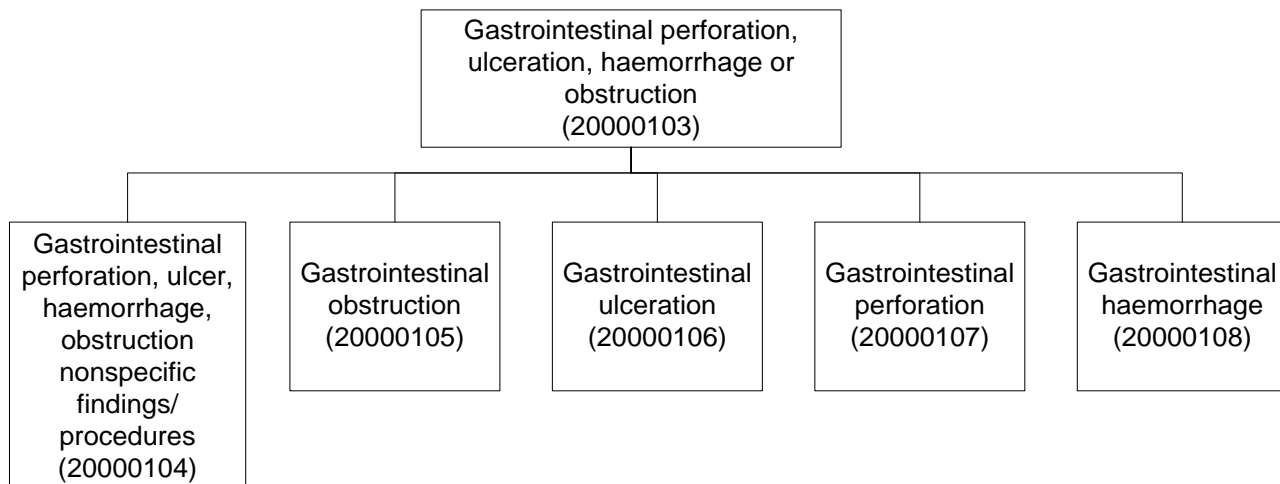 Gastrointestinal perforation,
ulceration, haemorrhage or
obstruction
(20000103)
Gastrointestinal
perforation, ulcer,
haemorrhage,
obstruction
nonspecific
findings/
procedures
(20000104)
Gastrointestinal
obstruction
(20000105)
Gastrointestinal
ulceration
(20000106)
Gastrointestinal
perforation
(20000107)
Gastrointestinal
haemorrhage
(20000108)